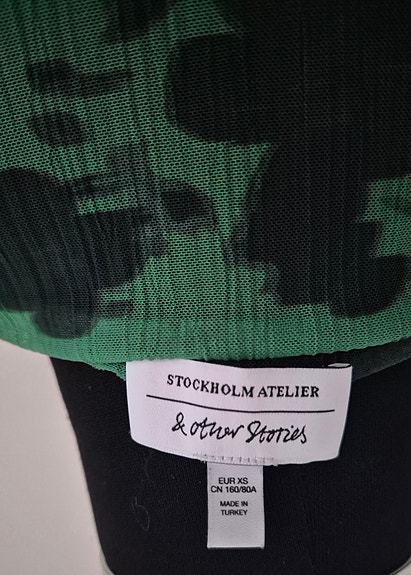 STOCKHOLM ATELIER
& other Stories
EUR XS
CN 160/80A
MADE IN
TURKEY